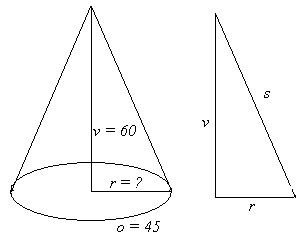 v = 60
r = ?
o = 45
s
v
r